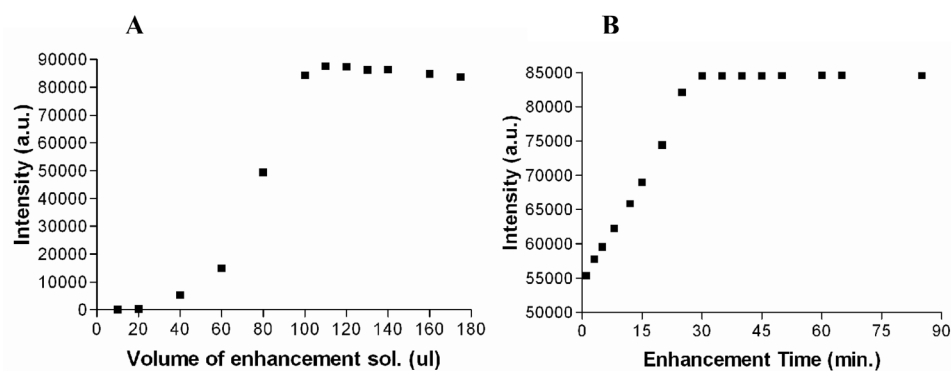 A
Intensity (a.u.)
90000
80000
70000
60000
50000
40000
30000
20000
10000
0
0 20 40 60 80 100 120 140 160 180
Volume of enhancement sol. (ul)
B
Intensity (a.u.)
85000
80000
75000
70000
65000
60000
55000
50000
0 15 30 45 60 75 90
Enhancement Time (min.)